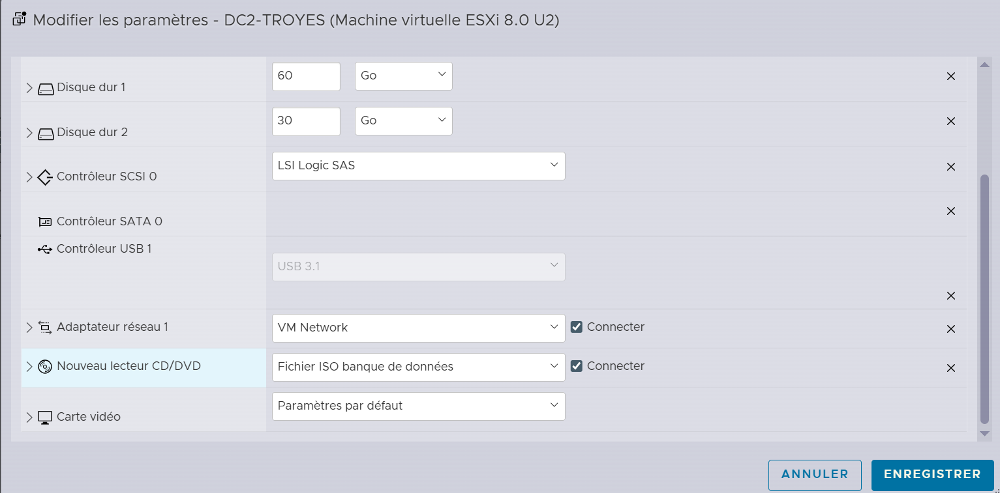 Modifier les paramètres - DC2-TROYES (Machine virtuelle ESXi 8.0 U2)
Disque dur 1
60
Go
Disque dur 2
30
Go
Contrôleur SCSI 0
LSI Logic SAS
Contrôleur SATA 0
Contrôleur USB 1
USB 3.1
Adaptateur réseau 1
VM Network
Connecter
Nouveau lecteur CD/DVD
Fichier ISO banque de données
Connecter
Carte vidéo
Paramètres par défaut
ANNULER
ENREGISTRER